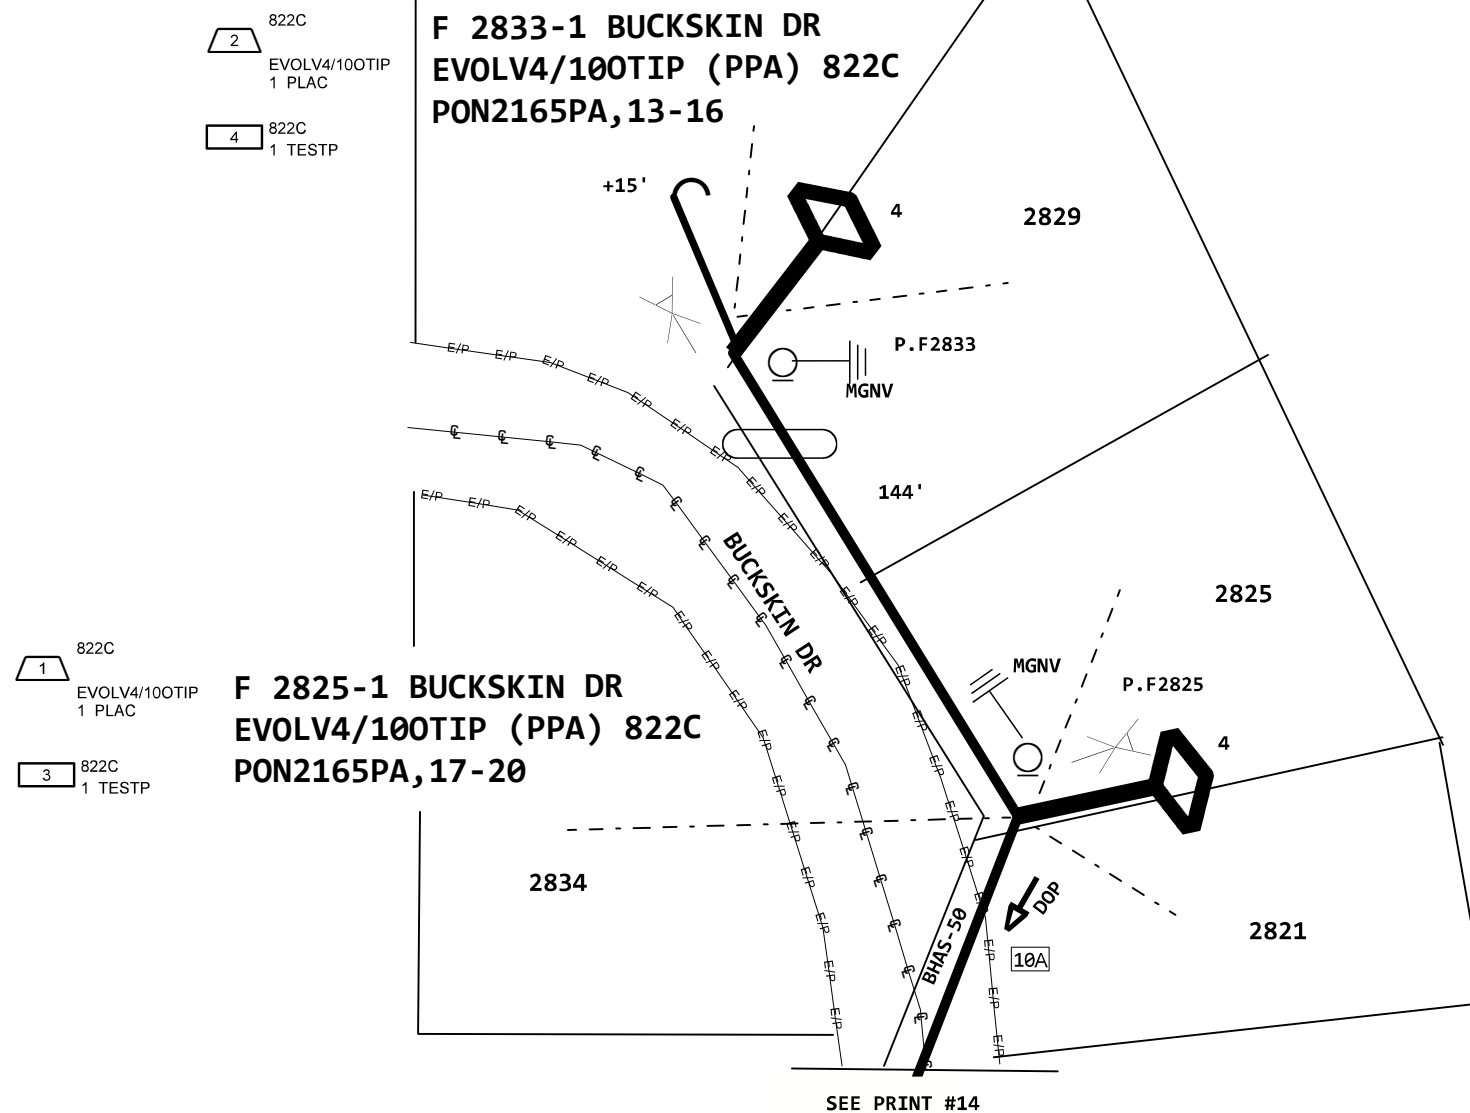 822C
2
EVOLV4/10OTIP
1 PLAC
822C
4
1 TESTP
F 2833-1 BUCKSKIN DR
EVOLV4/10OTIP (PPA) 822C
PON2165PA,13-16
+15'
4
2829
P.F2833
MGNV
E/P E/P E/P E/P E/P E/P E/P E/P E/P E/P E/P E/P E/P E/P E/P E/P E/P E/P E/P E/P E/P
℄ ℄ ℄ ℄ ℄ ℄ ℄ ℄ ℄ ℄ ℄ ℄ ℄ ℄ ℄ ℄ ℄ ℄ ℄ ℄
E/P E/P E/P E/P E/P E/P E/P E/P E/P E/P E/P E/P E/P E/P E/P
144'
BUCKSKIN DR
2825
MGNV
P.F2825
4
822C
1
EVOLV4/10OTIP
1 PLAC
822C
3
1 TESTP
F 2825-1 BUCKSKIN DR
EVOLV4/10OTIP (PPA) 822C
PON2165PA,17-20
2834
DOP
BHAS-50
10A
2821
SEE PRINT #14